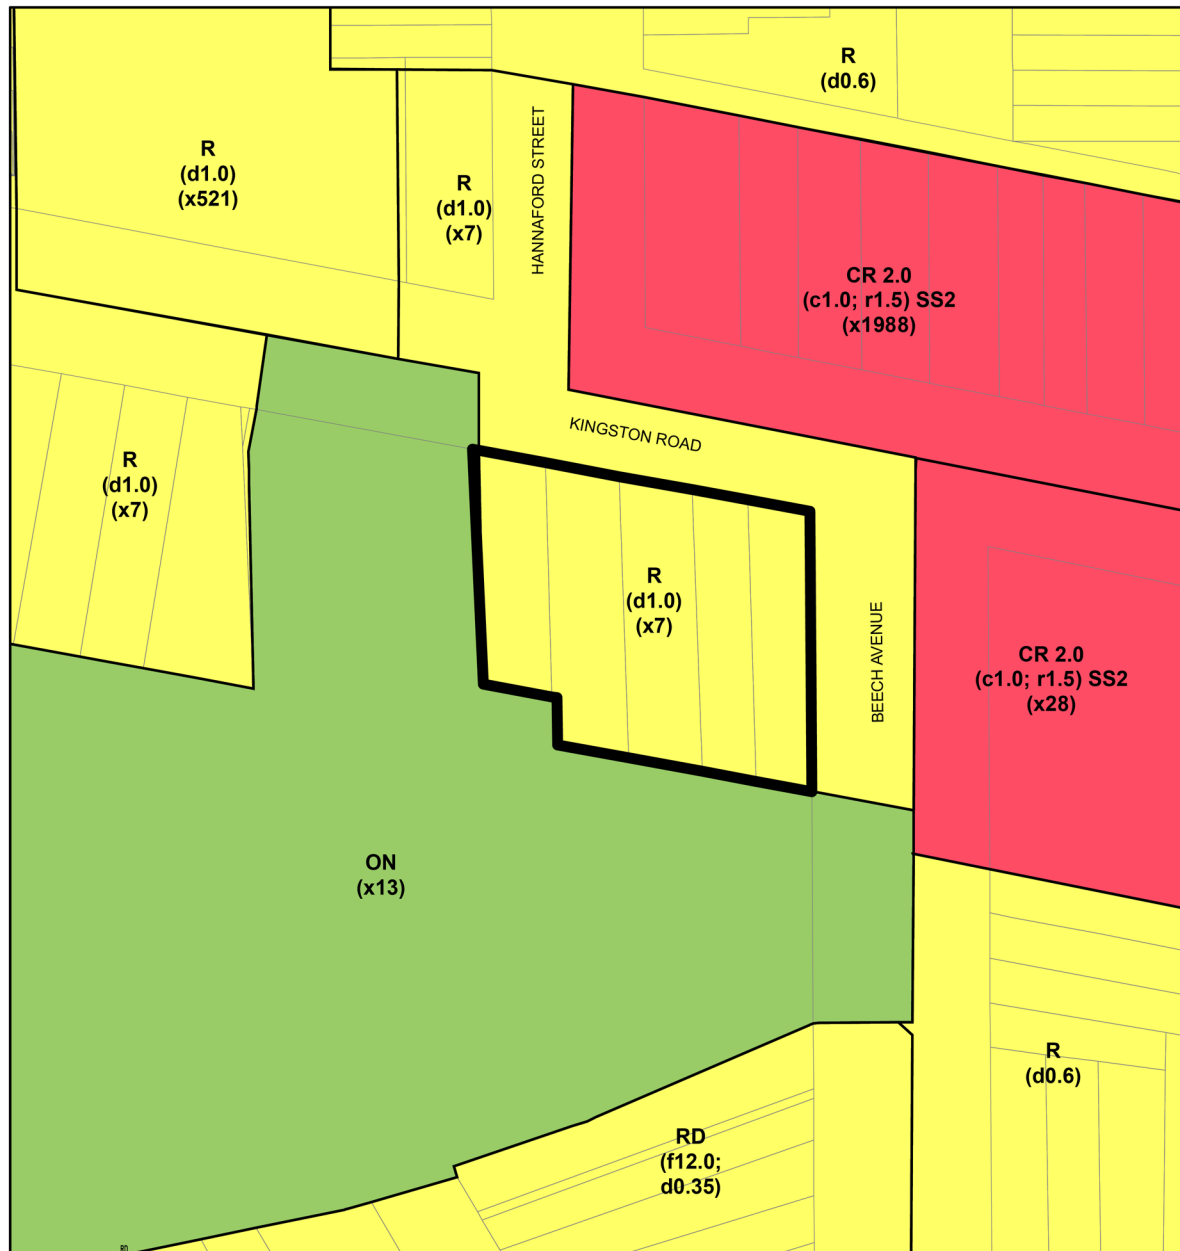 R
(d0.6)
HANNAFORD STREET
R
(d1.0)
(x521)
R
(d1.0)
(x7)
CR 2.0
(c1.0; r1.5) SS2
(x1988)
KINGSTON ROAD
R
(d1.0)
(x7)
R
(d1.0)
(x7)
BEECH AVENUE
CR 2.0
(c1.0; r1.5) SS2
(x28)
ON
(x13)
R
(d0.6)
RD
(f12.0;
d0.35)
RD